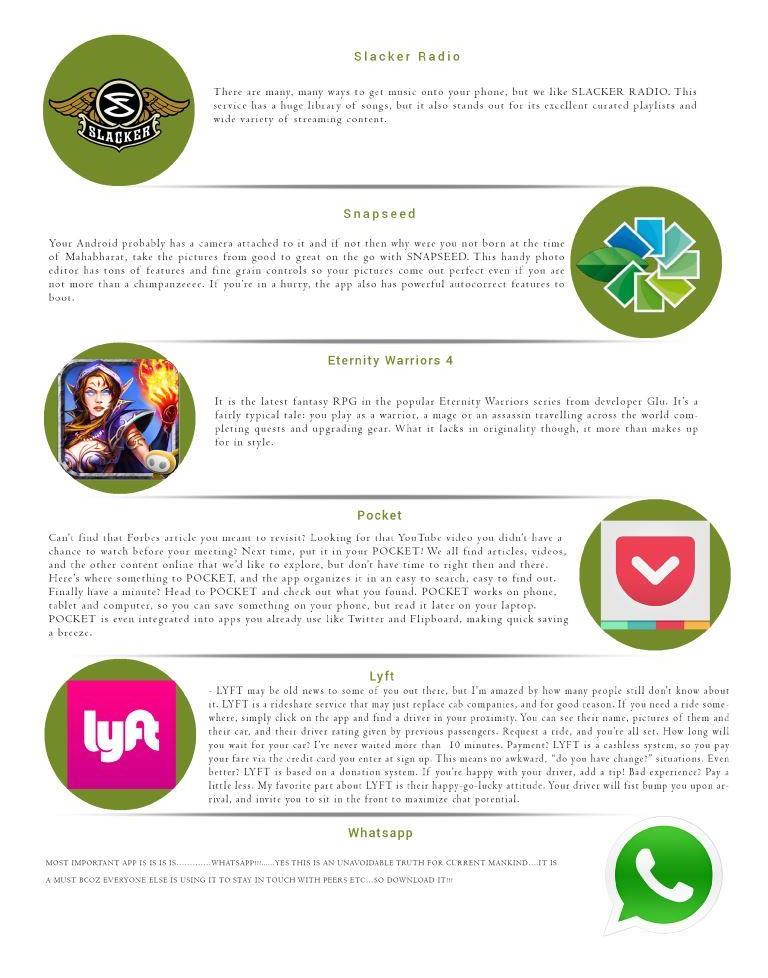 Slacker Radio
SLACKER
There are many, many ways to get music onto your phone, but we like SLACKER RADIO. This
service has a huge library of songs, but it also stands out for its excellent curated playlists and
wide variety of streaming content.
Snapseed
Your Android probably has a camera attached to it and if not then why were you not born at the time
of Mahabharat, take the pictures from good to great on the go with SNAPSEED. This handy photo
editor has tons of features and fine grain controls so your pictures come out perfect even if you are
not more than a chimpanzeeee. If you're in a hurry, the app also has powerful autocorrect features to
boot.
Eternity Warriors 4
It is the latest fantasy RPG in the popular Eternity Warriors series from developer Glu. It's a
fairly typical tale: you play as a warrior, a mage or an assassin travelling across the world com-
pleting quests and upgrading gear. What it lacks in originality though, it more than makes up
for in style.
Pocket
Can't find that Forbes article you meant to revisit? Looking for that YouTube video you didn't have a
chance to watch before your meeting? Next time, put it in your POCKET! We all find articles, videos,
and the other content online that we'd like to explore, but don't have time to right then and there.
Here's where something to POCKET, and the app organizes it in an easy to search, easy to find out.
Finally have a minute? Head to POCKET and check out what you found. POCKET works on phone,
tablet and computer, so you can save something on your phone, but read it later on your laptop.
POCKET is even integrated into apps you already use like Twitter and Flipboard, making quick saving
a breeze.
Lyft
lyft
- LYFT may be old news to some of you out there, but I'm amazed by how many people still don't know about
it. LYFT is a rideshare service that may just replace cab companies, and for good reason. If you need a ride some-
where, simply click on the app and find a driver in your proximity. You can see their name, pictures of them and
their car, and their driver rating given by previous passengers. Request a ride, and you're all set. How long will
you wait for your car? I've never waited more than 10 minutes. Payment? LYFT is a cashless system, so you pay
your fare via the credit card you enter at sign up. This means no awkward, "do you have change?" situations. Even
better? LYFT is based on a donation system. If you're happy with your driver, add a tip! Bad experience? Pay a
little less. My favorite part about LYFT is their happy-go-lucky attitude. Your driver will fist bump you upon ar-
rival, and invite you to sit in the front to maximize chat potential.
Whatsapp
MOST IMPORTANT APP IS IS IS IS.............WHATSAPP!!!......YES THIS IS AN UNAVOIDABLE TRUTH FOR CURRENT MANKIND....IT IS
A MUST BCOZ EVERYONE ELSE IS USING IT TO STAY IN TOUCH WITH PEERS ETC...SO DOWNLOAD IT!!!